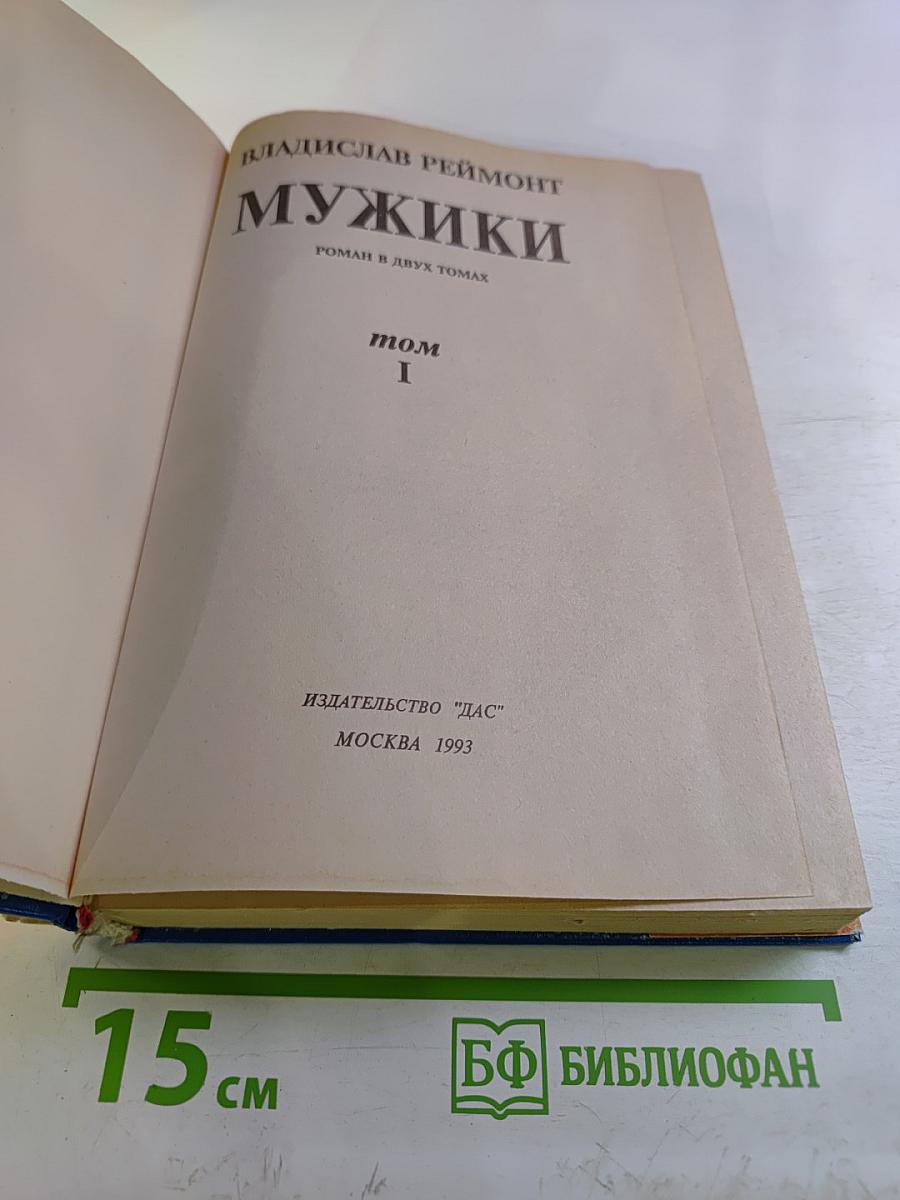 ВЛАДИСЛАВ РЕЙМОНТ
МУЖИКИ
РОМАН В ДВУХ ТОМАХ
том
I
ИЗДАТЕЛЬСТВО "ДАС"
МОСКВА 1993
15 см
БФ БИБЛИОФАН